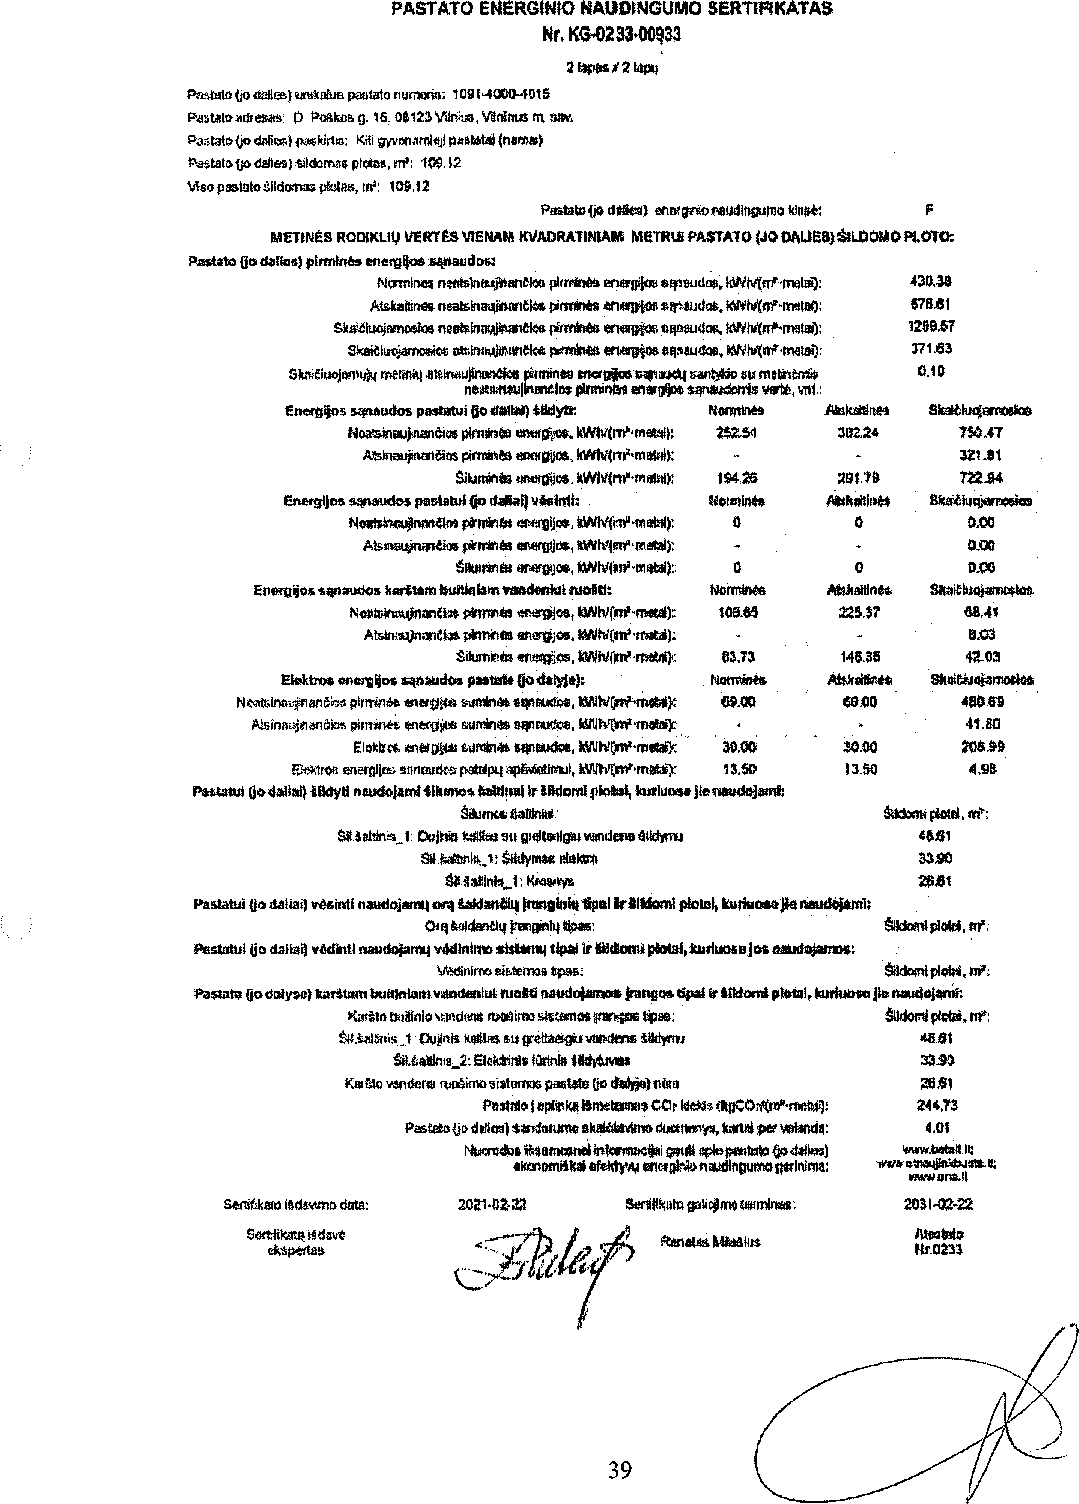 PASTATO ENERGINIO NAUDINGUMO SERTIFIKATAS
Nr. KG-0233-00933
2 lapas / 2 lapų
Pastato (jo dalies) unikalus pastato numeris: 1091-4000-4015
Pastato adresas: D. Poškos g. 15, 08123 Vilnius, Vilniaus m. sav.
Pastato (jo dalies) paskirtis: Kiti gyvenamieji pastatai (namas)
Pastato (jo dalies) šildomas plotas, m²: 109.12
Viso pastato šildomas plotas, m²: 109.12
Pastato (jo dalies) energinio naudingumo klasė: F
METINĖS RODIKLIŲ VERTĖS VIENAM KVADRATINIAM METRUI PASTATO (JO DALIES) ŠILDOMO PLOTO:
Pastato (jo dalies) pirminės energijos sąnaudos:
Norminės neatsinaujinančios pirminės energijos sąnaudos, kWh/(m²·metai): 430.38
Atskaitinės neatsinaujinančios pirminės energijos sąnaudos, kWh/(m²·metai): 678.61
Skaičiuojamosios neatsinaujinančios pirminės energijos sąnaudos, kWh/(m²·metai): 1299.57
Skaičiuojamosios atsinaujinančios pirminės energijos sąnaudos, kWh/(m²·metai): 371.63
Skaičiuojamųjų metinių atsinaujinančios pirminės energijos sąnaudų santykio su metinėmis 0.10
neatsinaujinančios pirminės energijos sąnaudomis vertė, vnt.:
Energijos sąnaudos pastatui (jo daliai) šildyti: Norminės Atskaitinės Skaičiuojamosios
Neatsinaujinančios pirminės energijos, kWh/(m²·metai): 252.54 382.24 750.47
Atsinaujinančios pirminės energijos, kWh/(m²·metai): - - 321.81
Šiluminės energijos, kWh/(m²·metai): 194.26 291.79 722.94
Energijos sąnaudos pastatui (jo daliai) vėsinti: Norminės Atskaitinės Skaičiuojamosios
Neatsinaujinančios pirminės energijos, kWh/(m²·metai): 0 0 0.00
Atsinaujinančios pirminės energijos, kWh/(m²·metai): - - 0.00
Šiluminės energijos, kWh/(m²·metai): 0 0 0.00
Energijos sąnaudos karštam buitiniam vandeniui ruošti: Norminės Atskaitinės Skaičiuojamosios
Neatsinaujinančios pirminės energijos, kWh/(m²·metai): 225.37 68.41
Atsinaujinančios pirminės energijos, kWh/(m²·metai): - - 8.03
Šiluminės energijos, kWh/(m²·metai): 83.73 42.03
Elektros energijos sąnaudos pastate (jo dalyje): Norminės Atskaitinės Skaičiuojamosios
Neatsinaujinančios pirminės energijos suminės sąnaudos, kWh/(m²·metai): 69.00 69.00 480.69
Atsinaujinančios pirminės energijos suminės sąnaudos, kWh/(m²·metai): - - 41.80
Elektros energijos suminės sąnaudos, kWh/(m²·metai): 30.00 30.00 208.99
Elektros energijos sąnaudos patalpų apšvietimui, kWh/(m²·metai): 13.50 13.50 4.98
Pastatui (jo daliai) šildyti naudojami šilumos šaltiniai ir šildomi plotai, kuriuose jie naudojami:
Šilumos šaltiniai: Šildomi plotai, m²:
Šil.šaltinis_1: Dujinis katilas su greitaeigiu vandens šildymu 48.61
Šil.šaltinis_1: Šildymas elektra 33.90
Šil.šaltinis_1: Krosnys 26.61
Pastatui (jo daliai) vėsinti naudojamų orą šaldančių įrenginių tipai ir šildomi plotai, kuriuose jie naudojami:
Orą šaldančių įrenginių tipas: Šildomi plotai, m²:
Pastatui (jo daliai) vėdinti naudojamų vėdinimo sistemų tipai ir šildomi plotai, kuriuose jos naudojamos:
Vėdinimo sistemos tipas: Šildomi plotai, m²:
Pastate (jo dalyse) karštam buitiniam vandeniui ruošti naudojamos įrangos tipai ir šildomi plotai, kuriuose jie naudojami:
Karšto buitinio vandens ruošimo sistemos įrangos tipas: Šildomi plotai, m²:
Šil.šaltinis_1: Dujinis katilas su greitaeigiu vandens šildymu 48.61
Šil.šaltinis_2: Elektrinis tūrinis šildytuvas 33.90
Karšto vandens ruošimo sistemos pastate (jo dalyje) nėra 26.61
Pastato į aplinką išmetamas CO₂ kiekis (kgCO₂/(m²·metai)): 244.73
Pastato (jo dalies) sandarumo skaičiavimo duomenys, kartai per valandą: 4.01
Nuorodos išsamesnei informacijai gauti apie pastato (jo dalies) www.betalt.lt;
ekonomiškai efektyvų energinio naudingumo gerinimą: www.atnaujinkbusta.lt;
www.ena.lt
Sertifikato išdavimo data: 2021-02-22 Sertifikato galiojimo terminas: 2031-02-22
Sertifikatą išdavė Atestato
ekspertas Nr.0233
39